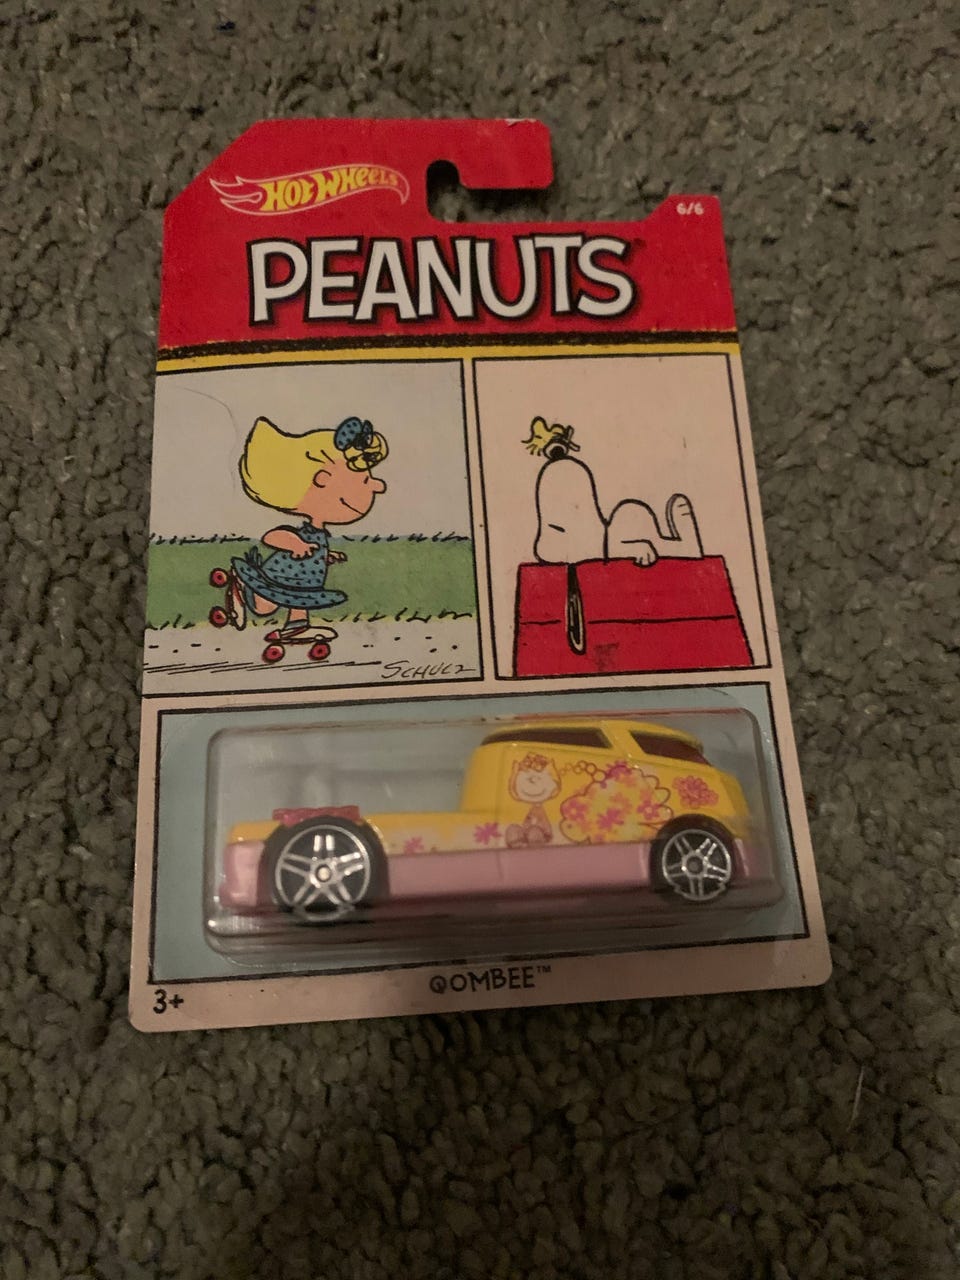 HOT WHEELS
6/6
PEANUTS
SCHULZ
QOMBEE™
3+